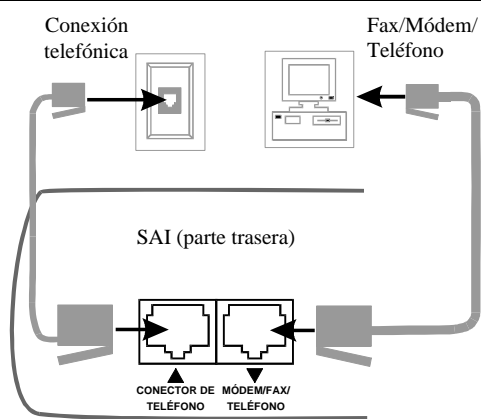 Conexión
telefónica
Fax/Módem/
Teléfono
SAI (parte trasera)
CONECTOR DE
TELÉFONO
MÓDEM/FAX/
TELÉFONO